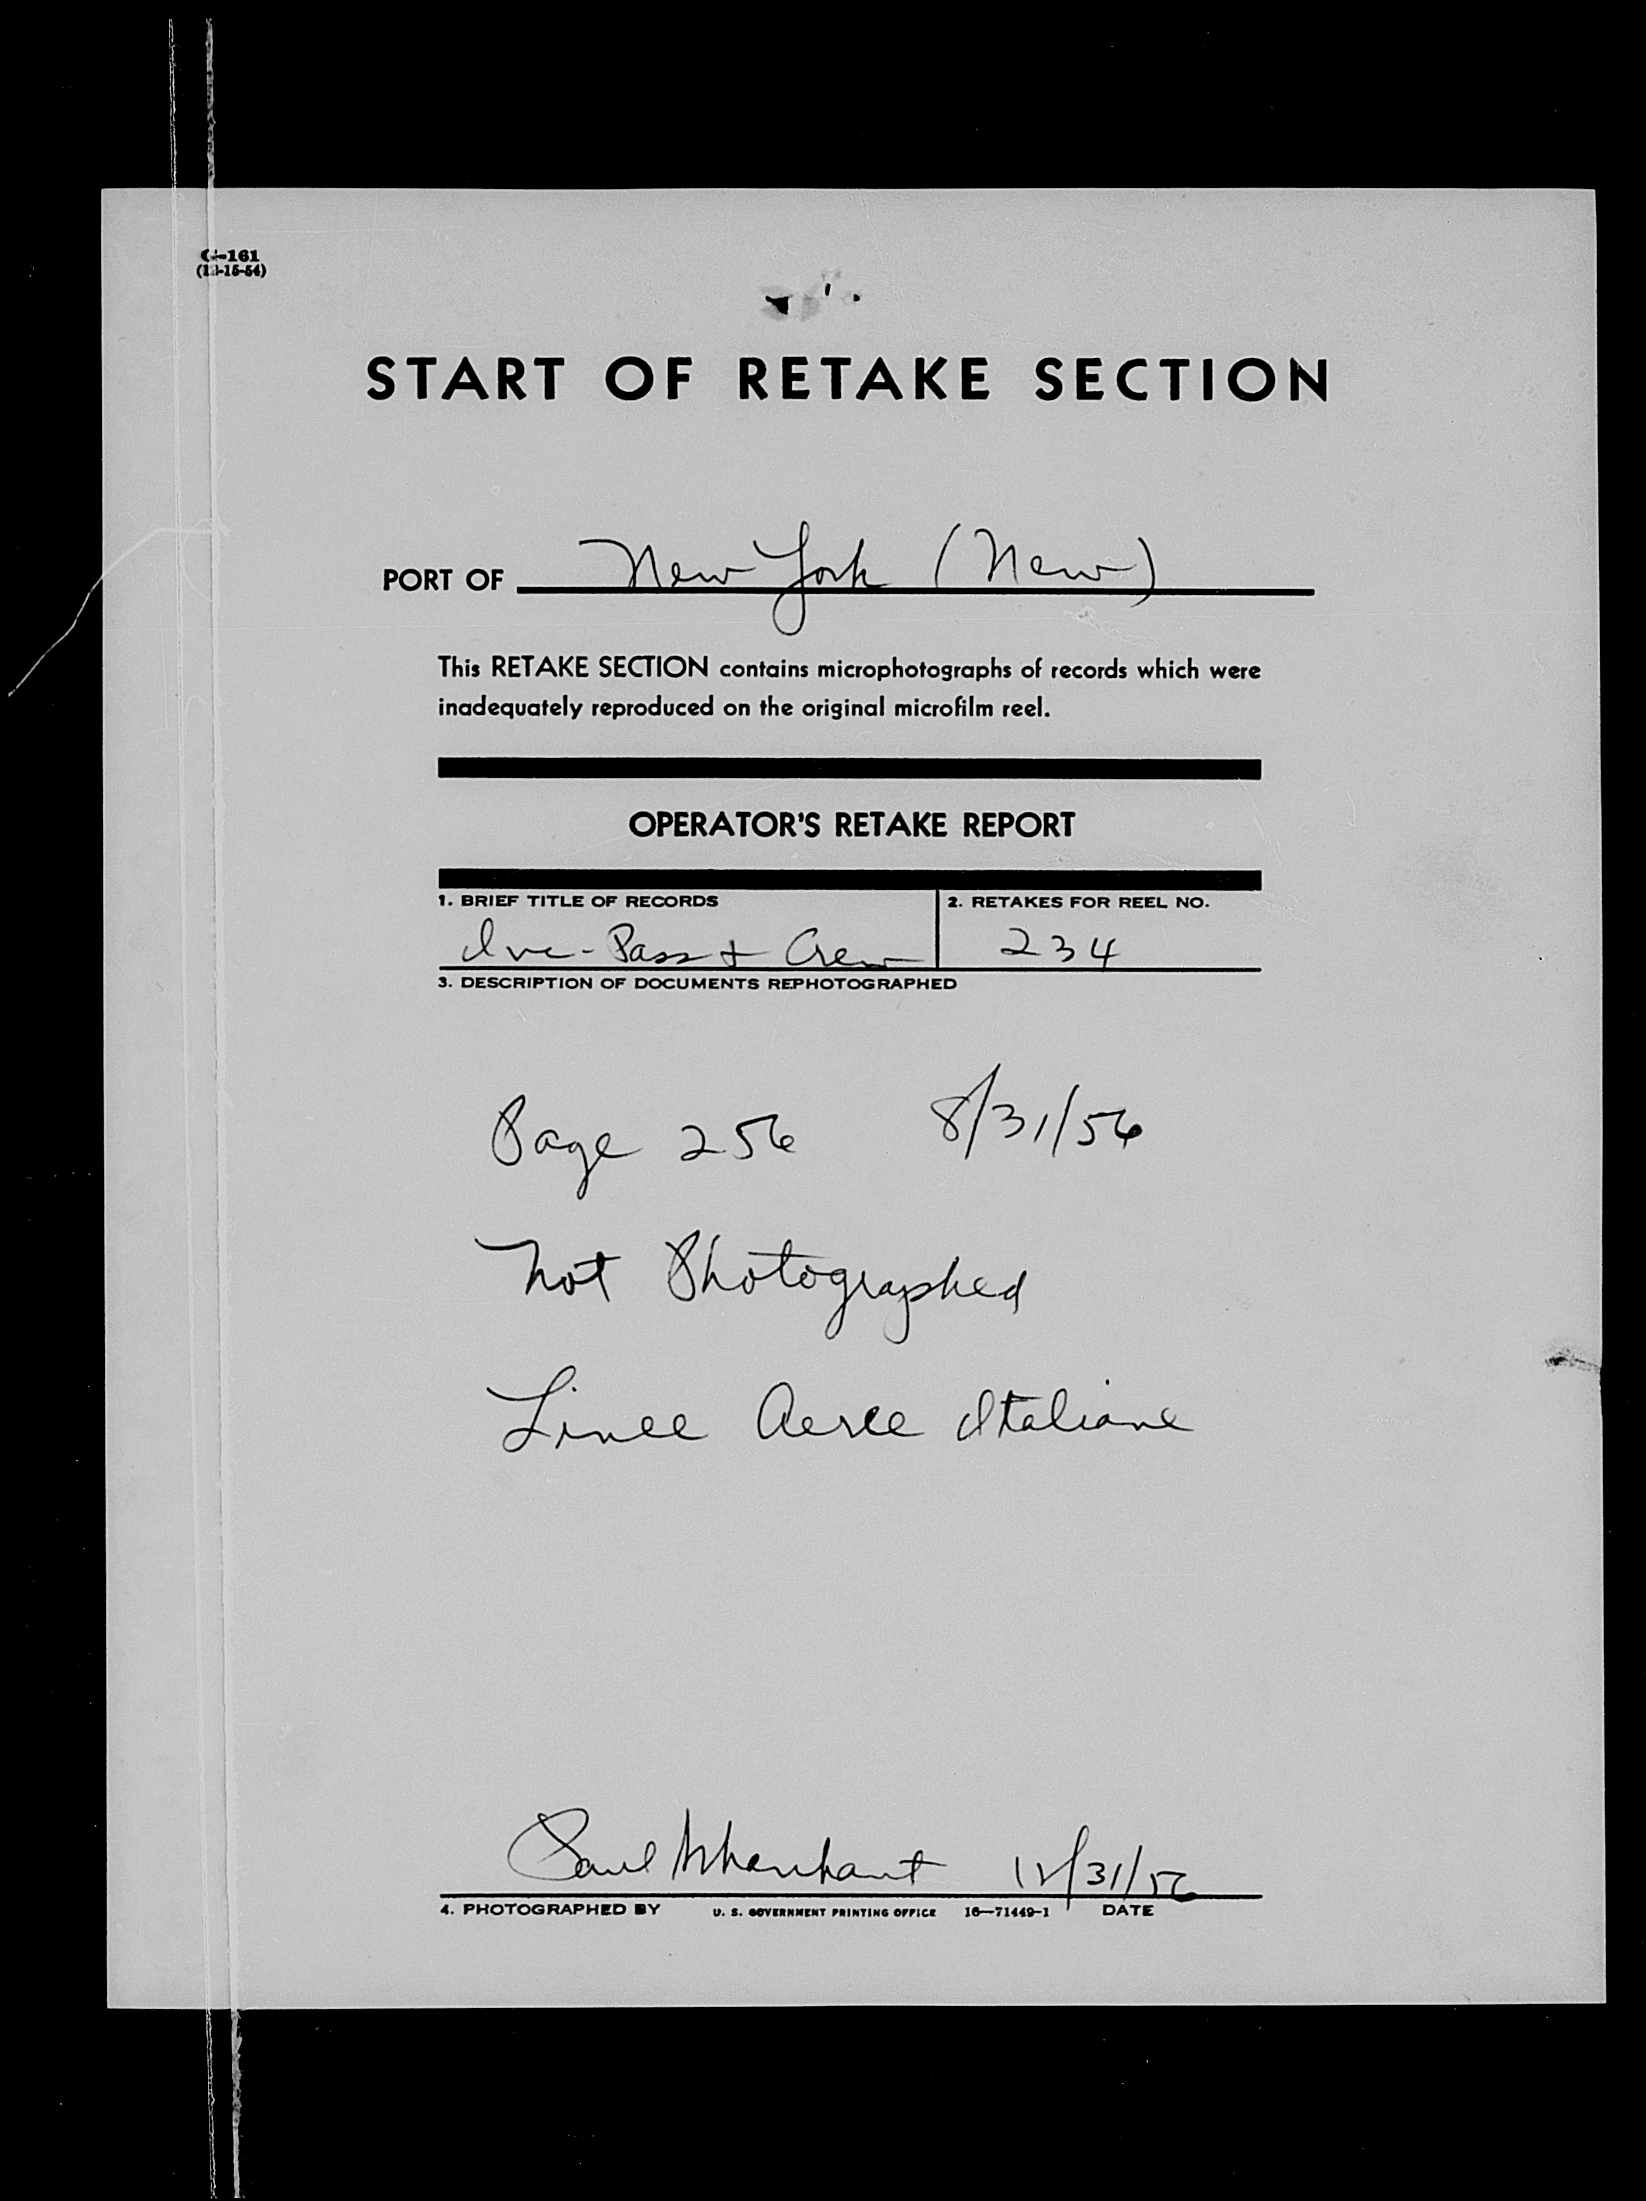 G-161
(12-15-54)
START OF RETAKE SECTION
PORT OF New York (New)
This RETAKE SECTION contains microphotographs of records which were
inadequately reproduced on the original microfilm reel.
OPERATOR'S RETAKE REPORT
1. BRIEF TITLE OF RECORDS 2. RETAKES FOR REEL NO.
Pass + Crew 234
3. DESCRIPTION OF DOCUMENTS REPHOTOGRAPHED
Page 256 8/31/56
Not Photographed
Linee Aeree Italiane
Paul 12/31/56
4. PHOTOGRAPHED BY U. S. GOVERNMENT PRINTING OFFICE 16—71449-1 DATE